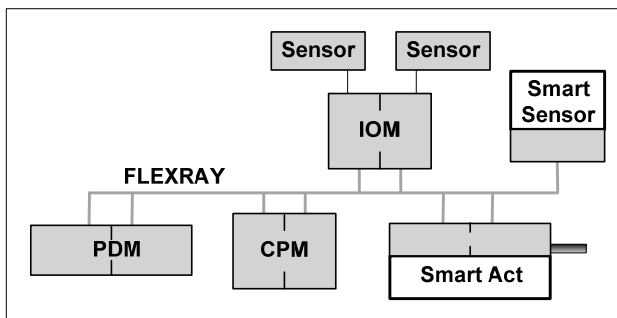 Sensor
Sensor
Smart
Sensor
IOM
FLEXRAY
PDM
CPM
Smart Act